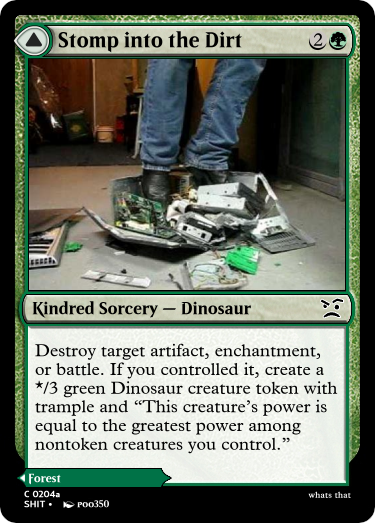 Stomp into the Dirt 2
Kindred Sorcery — Dinosaur
Destroy target artifact, enchantment,
or battle. If you controlled it, create a
*/3 green Dinosaur creature token with
trample and “This creature’s power is
equal to the greatest power among
nontoken creatures you control.”
Forest
C 0204a
SHIT • poo350
whats that